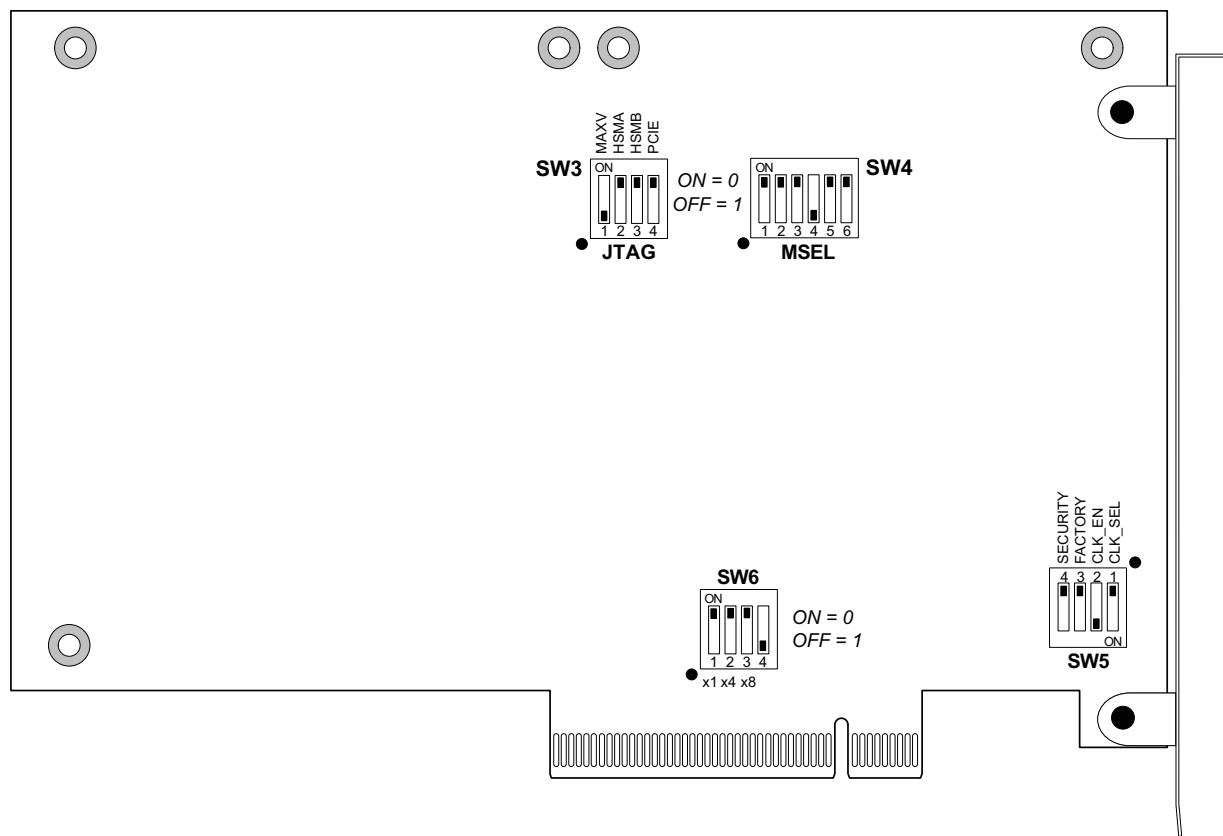 MAXV
HSMA
HSMB
PCIE
SW3
ON
1 2 3 4
JTAG
ON = 0
OFF = 1
ON
1 2 3 4 5 6
MSEL
SW4
SECURITY
FACTORY
CLK_EN
CLK_SEL
4 3 2 1
ON
SW5
SW6
ON
1 2 3 4
x1 x4 x8
ON = 0
OFF = 1